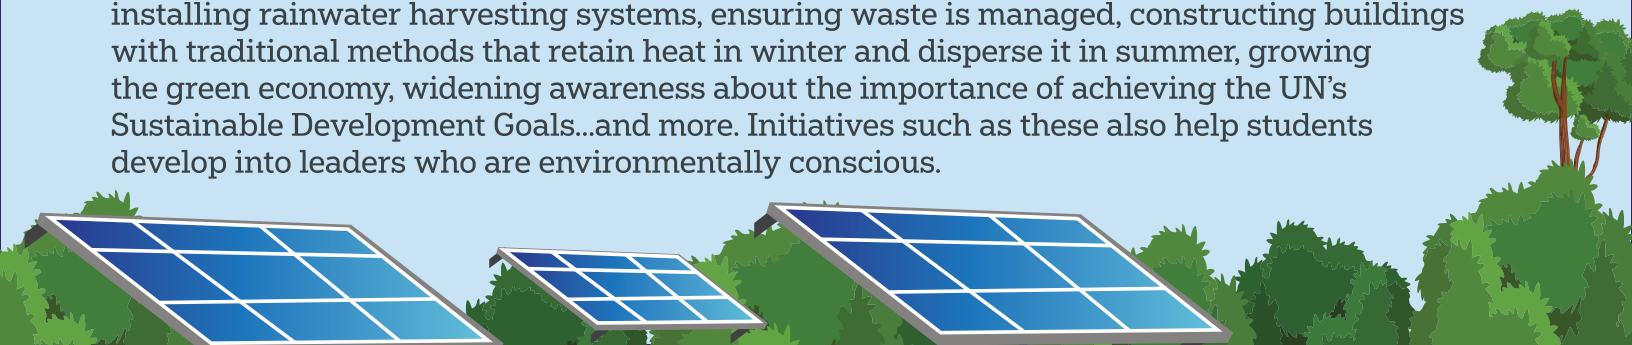 installing rainwater harvesting systems, ensuring waste is managed, constructing buildings
with traditional methods that retain heat in winter and disperse it in summer, growing
the green economy, widening awareness about the importance of achieving the UN’s
Sustainable Development Goals...and more. Initiatives such as these also help students
develop into leaders who are environmentally conscious.